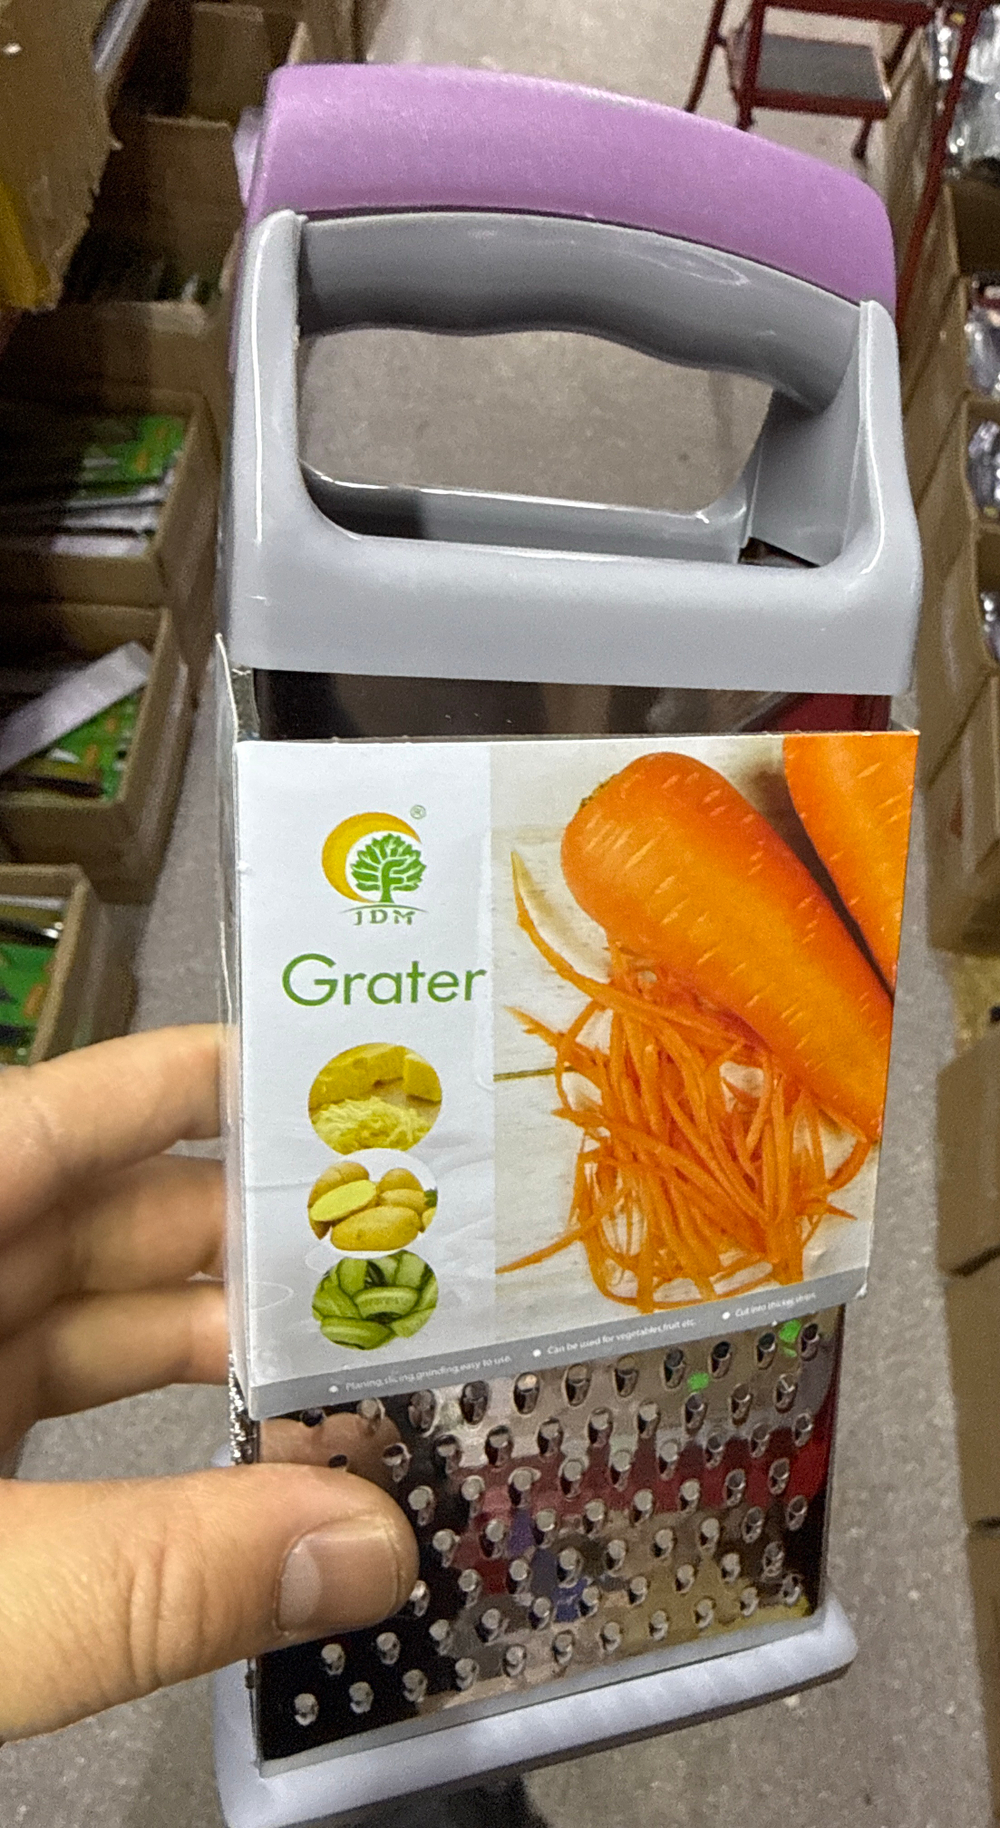 ®
JDM
Grater
• Planing, slicing, grinding, easy to use. • Can be used for vegetables, fruit etc. • Cut into thicker strips